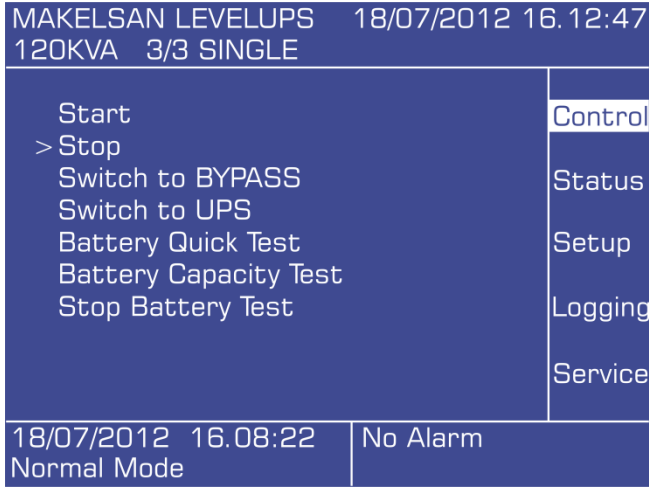 MAKELSAN LEVELUPS 18/07/2012 16.12:47
120KVA 3/3 SINGLE
Start
> Stop
Switch to BYPASS
Switch to UPS
Battery Quick Test
Battery Capacity Test
Stop Battery Test
Control
Status
Setup
Logging
Service
18/07/2012 16.08:22
Normal Mode
No Alarm